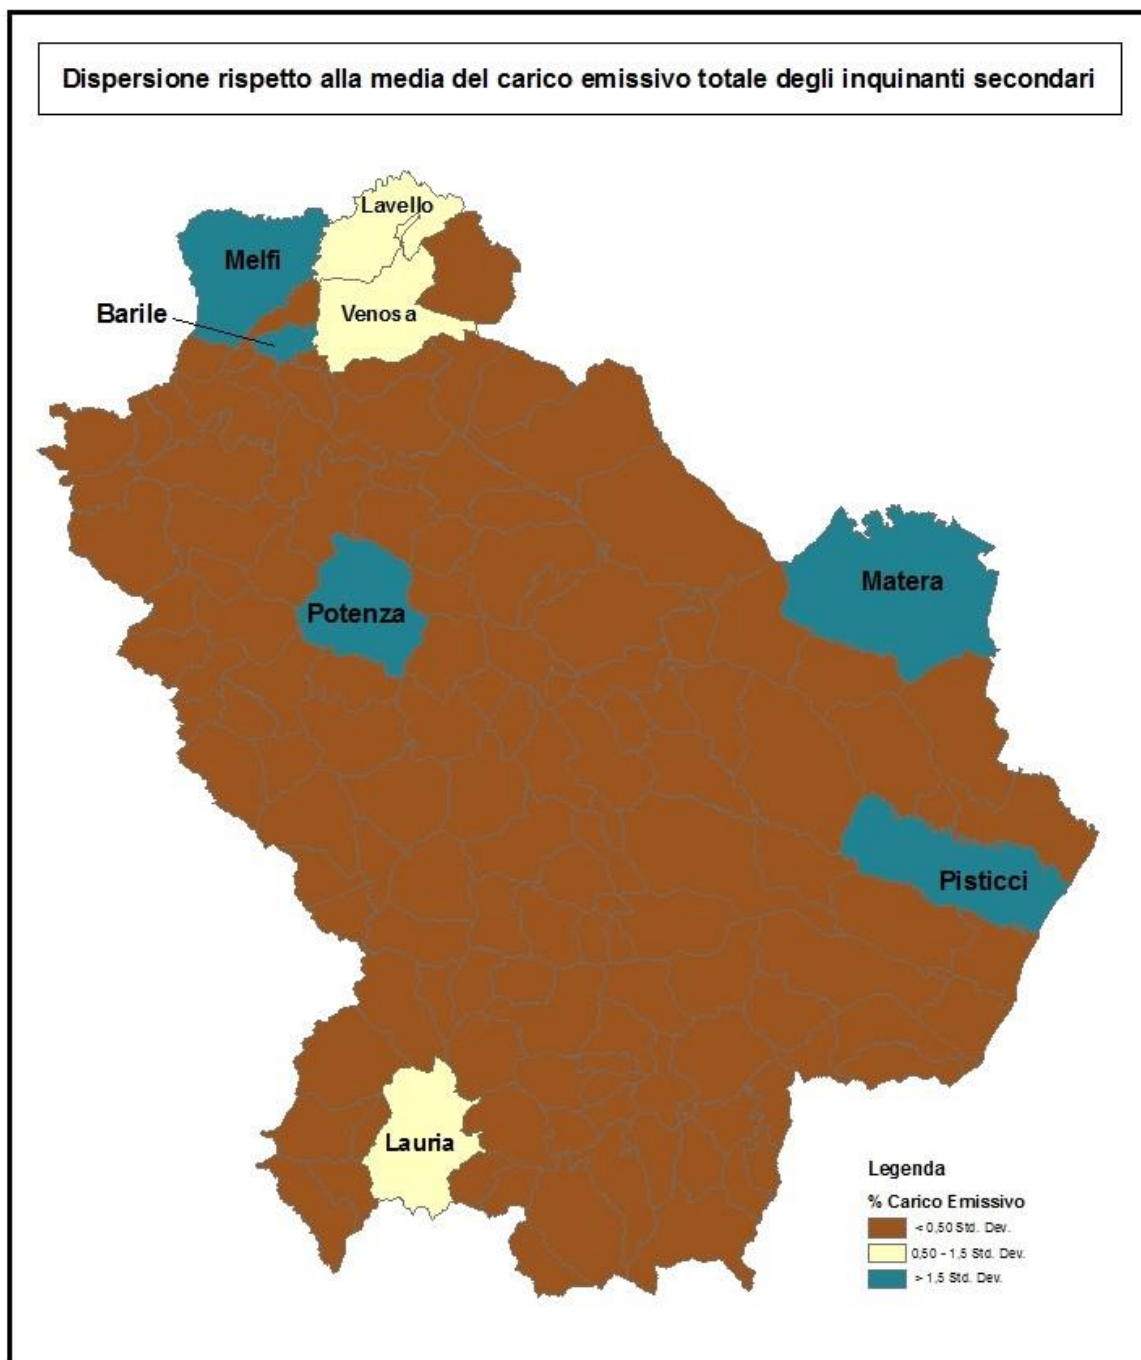 Dispersione rispetto alla media del carico emissivo totale degli inquinanti secondari
Lavello
Melfi
Barile
Venosa
Matera
Potenza
Pisticci
Lauria
Legenda
% Carico Emissivo
< 0,50 Std. Dev.
0,50 - 1,5 Std. Dev.
> 1,5 Std. Dev.